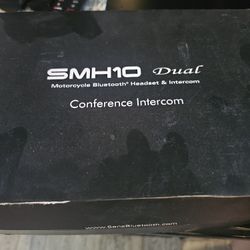 SMH10 Dual
Motorcycle Bluetooth® Headset & Intercom
Conference Intercom
www.SenaBluetooth.com